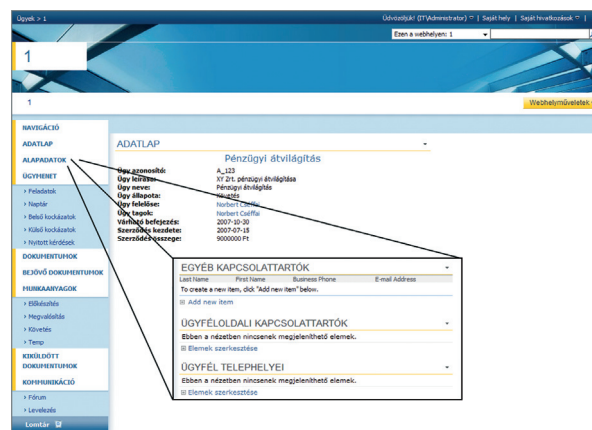 Ügyek > 1
Üdvözöljük! (IT\Administrator) | Saját hely | Saját hivatkozások |
Ezen a webhelyen: 1
1
1
Webhelyműveletek
NAVIGÁCIÓ
ADATLAP
ALAPADATOK
ÜGYMENET
› Feladatok
› Naptár
› Belső kockázatok
› Külső kockázatok
› Nyitott kérdések
DOKUMENTUMOK
BEJÖVŐ DOKUMENTUMOK
MUNKAANYAGOK
› Előkészítés
› Megvalósítás
› Követés
› Temp
KIKÜLDÖTT
DOKUMENTUMOK
KOMMUNIKÁCIÓ
› Fórum
› Levelezés
Lomtár
ADATLAP
Pénzügyi átvilágítás
Ügy azonosító: A_123
Ügy leírása: XY Zrt. pénzügyi átvilágítása
Ügy neve: Pénzügyi átvilágítás
Ügy állapota: Követés
Ügy felelőse: Norbert Cséffai
Ügy tagok: Norbert Cséffai
Várható befejezés: 2007-10-30
Szerződés kezdete: 2007-07-15
Szerződés összege: 9000000 Ft
EGYÉB KAPCSOLATTARTÓK
Last Name First Name Business Phone E-mail Address
To create a new item, click "Add new item" below.
Add new item
ÜGYFÉLOLDALI KAPCSOLATTARTÓK
Ebben a nézetben nincsenek megjeleníthető elemek.
Elemek szerkesztése
ÜGYFÉL TELEPHELYEI
Ebben a nézetben nincsenek megjeleníthető elemek.
Elemek szerkesztése